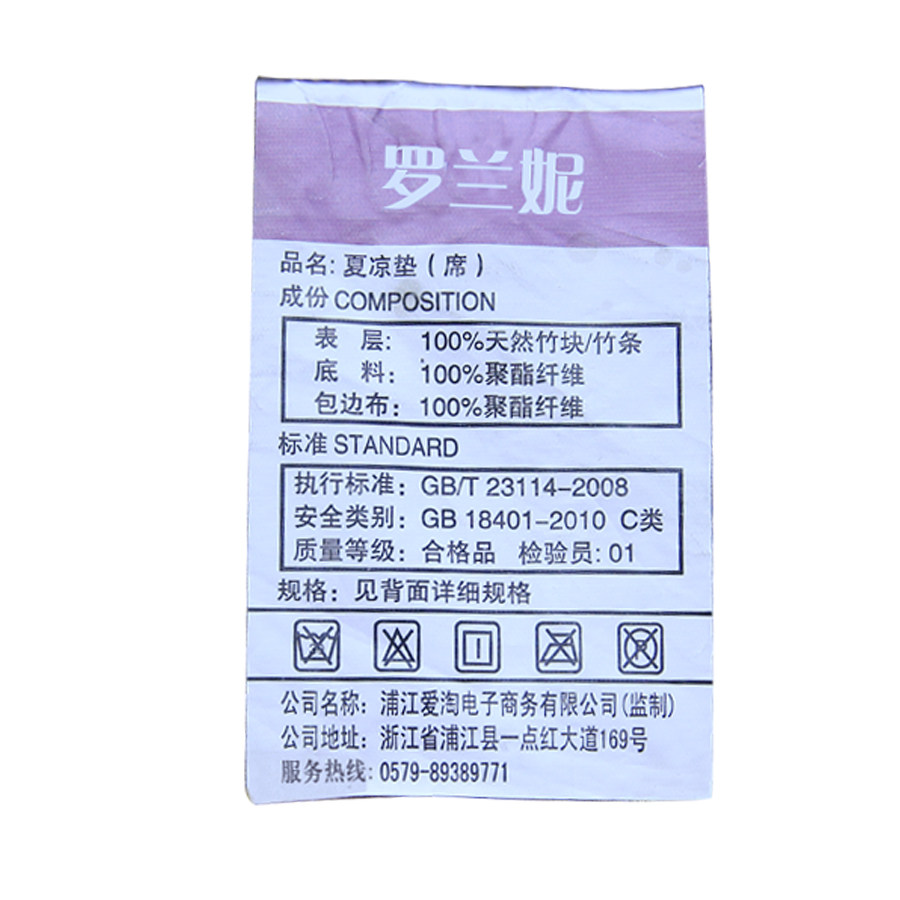 罗兰妮
品名: 夏凉垫 (席)
成份 COMPOSITION
表 层: 100%天然竹块/竹条
底 料: 100%聚酯纤维
包边布: 100%聚酯纤维
标准 STANDARD
执行标准: GB/T 23114-2008
安全类别: GB 18401-2010 C类
质量等级: 合格品 检验员: 01
规格: 见背面详细规格
公司名称: 浦江爱淘电子商务有限公司(监制)
公司地址: 浙江省浦江县一点红大道169号
服务热线: 0579-89389771